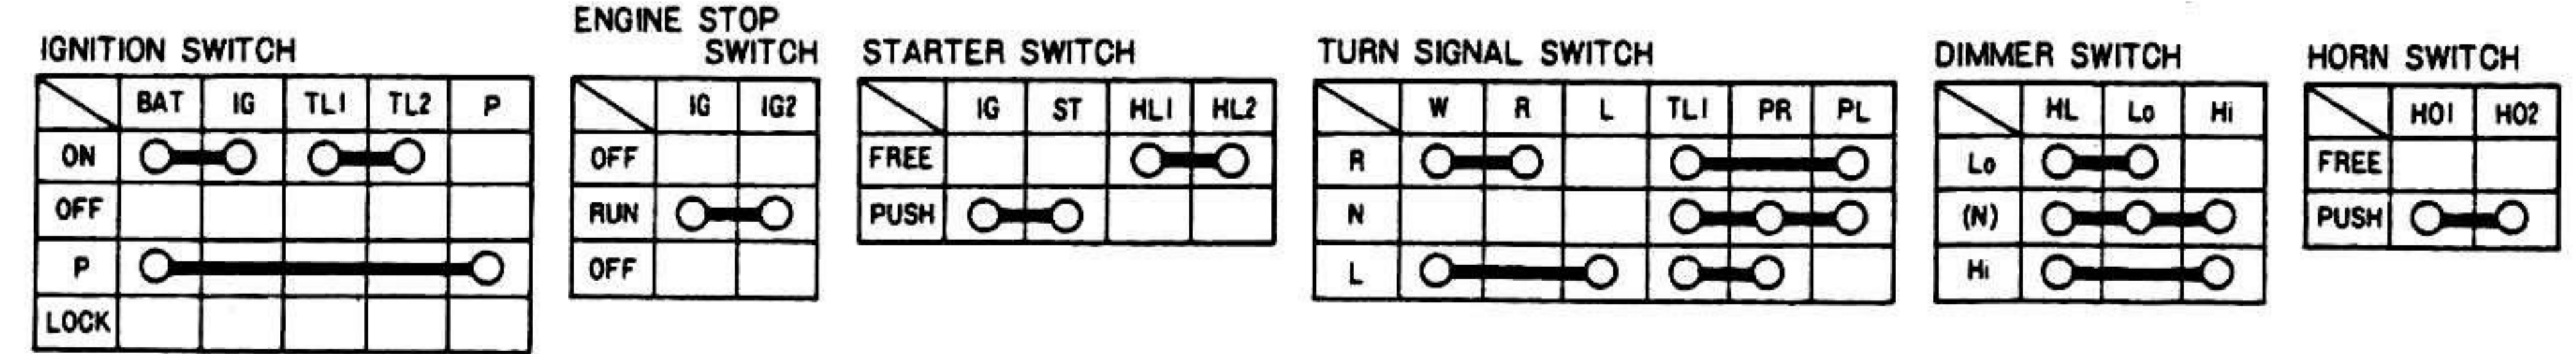 ENGINE STOP
IGNITION SWITCH SWITCH STARTER SWITCH TURN SIGNAL SWITCH DIMMER SWITCH HORN SWITCH
BAT IG TL1 TL2 P IG IG2 IG ST HL1 HL2 W R L TL1 PR PL HL Lo Hi HO1 HO2
ON OFF FREE R Lo FREE
OFF RUN PUSH N (N) PUSH
P OFF L Hi
LOCK